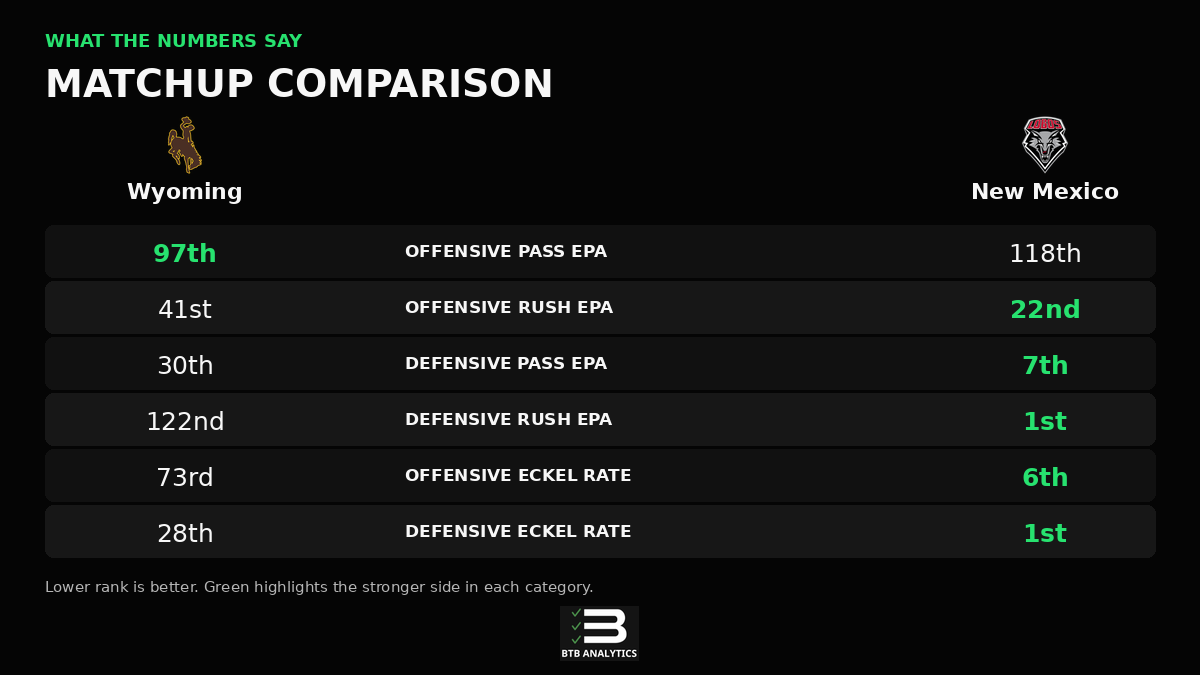 WHAT THE NUMBERS SAY
MATCHUP COMPARISON
LOBOS
Wyoming New Mexico
97th OFFENSIVE PASS EPA 118th
41st OFFENSIVE RUSH EPA 22nd
30th DEFENSIVE PASS EPA 7th
122nd DEFENSIVE RUSH EPA 1st
73rd OFFENSIVE ECKEL RATE 6th
28th DEFENSIVE ECKEL RATE 1st
Lower rank is better. Green highlights the stronger side in each category.
B
BTB ANALYTICS